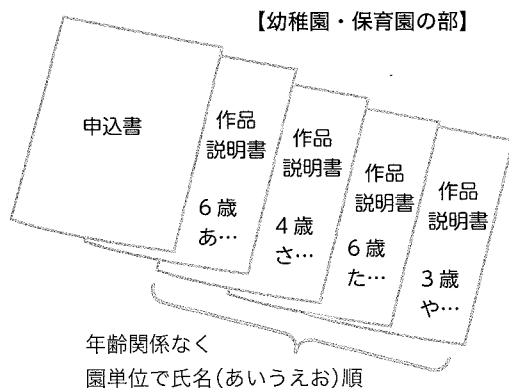 【幼稚園・保育園の部】
申込書
作品
説明書
6歳
あ…
作品
説明書
4歳
さ…
作品
説明書
6歳
た…
作品
説明書
3歳
や…
年齢関係なく
園単位で氏名(あいうえお)順